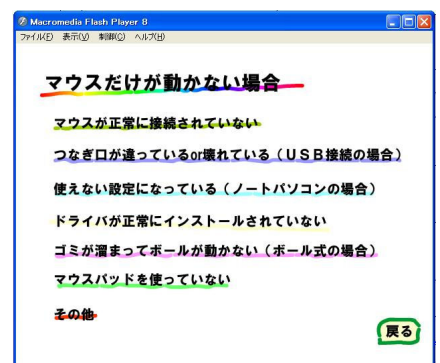 Macromedia Flash Player 8
ファイル(F) 表示(V) 制御(C) ヘルプ(H)
マウスだけが動かない場合
マウスが正常に接続されていない
つなぎ口が違っているor壊れている（ＵＳＢ接続の場合）
使えない設定になっている（ノートパソコンの場合）
ドライバが正常にインストールされていない
ゴミが溜まってボールが動かない（ボール式の場合）
マウスパッドを使っていない
その他
戻る